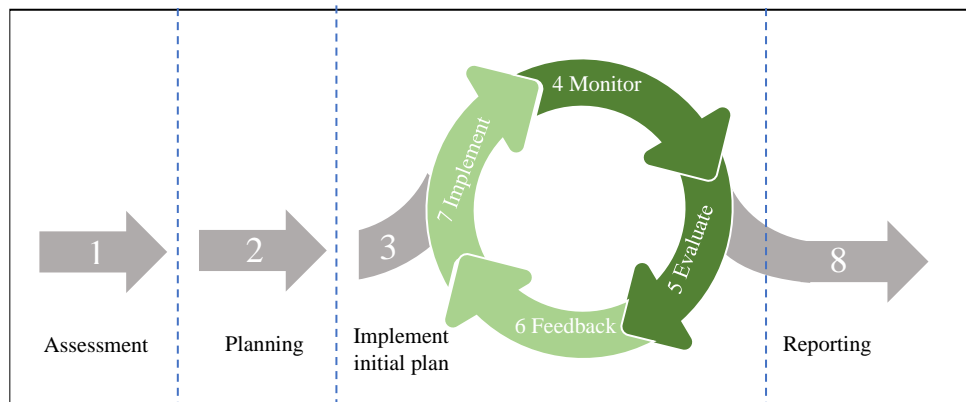 1
2
3
4 Monitor
5 Evaluate
6 Feedback
7 Implement
8
Assessment
Planning
Implement
initial plan
Reporting